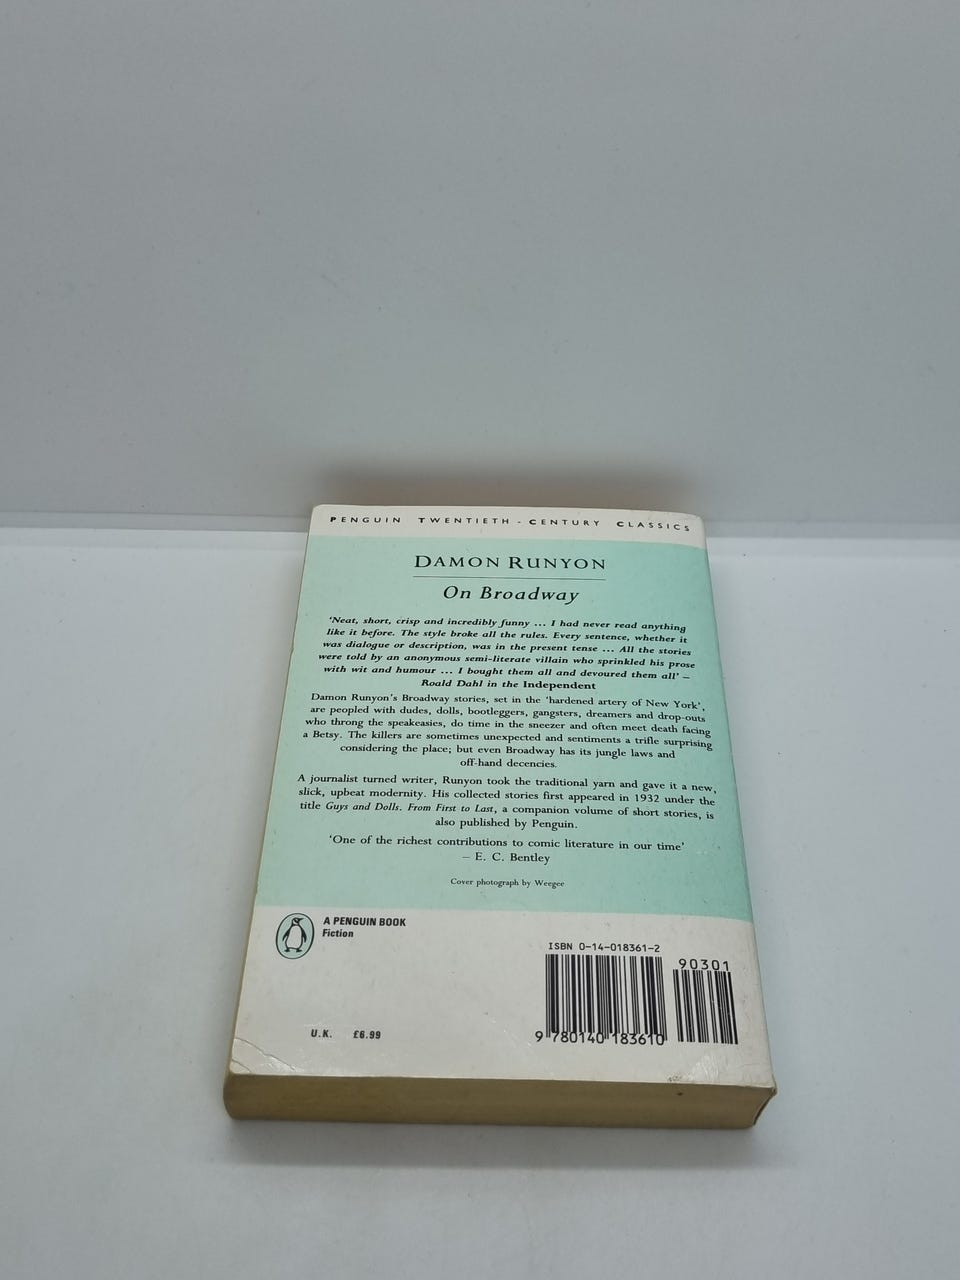 PENGUIN TWENTIETH-CENTURY CLASSICS
DAMON RUNYON
On Broadway
'Neat, short, crisp and incredibly funny ... I had never read anything
like it before. The style broke all the rules. Every sentence, whether it
was dialogue or description, was in the present tense ... All the stories
were told by an anonymous semi-literate villain who sprinkled his prose
with wit and humour ... I bought them all and devoured them all' –
Roald Dahl in the Independent
Damon Runyon's Broadway stories, set in the 'hardened artery of New York',
are peopled with dudes, dolls, bootleggers, gangsters, dreamers and drop-outs
who throng the speakeasies, do time in the sneezer and often meet death facing
a Betsy. The killers are sometimes unexpected and sentiments a trifle surprising
considering the place; but even Broadway has its jungle laws and
off-hand decencies.
A journalist turned writer, Runyon took the traditional yarn and gave it a new,
slick, upbeat modernity. His collected stories first appeared in 1932 under the
title Guys and Dolls. From First to Last, a companion volume of short stories, is
also published by Penguin.
'One of the richest contributions to comic literature in our time'
– E. C. Bentley
Cover photograph by Weegee
A PENGUIN BOOK
Fiction
ISBN 0-14-018361-2
90301
9 780140 183610
U.K. £6.99